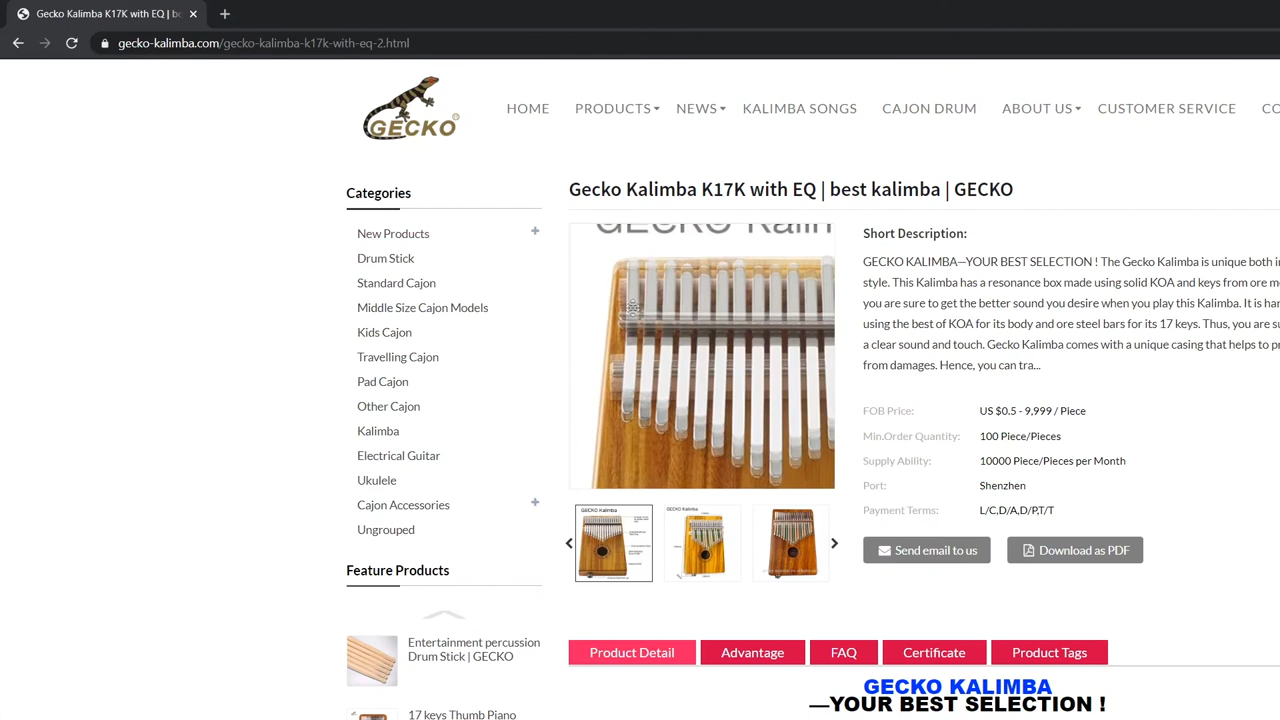 Gecko Kalimba K17K with EQ | be
gecko-kalimba.com/gecko-kalimba-k17k-with-eq-2.html
GECKO
HOME
PRODUCTS
NEWS
KALIMBA SONGS
CAJON DRUM
ABOUT US
CUSTOMER SERVICE
CO
Categories
New Products
Drum Stick
Standard Cajon
Middle Size Cajon Models
Kids Cajon
Travelling Cajon
Pad Cajon
Other Cajon
Kalimba
Electrical Guitar
Ukulele
Cajon Accessories
Ungrouped
Feature Products
Entertainment percussion
Drum Stick | GECKO
17 keys Thumb Piano
Gecko Kalimba K17K with EQ | best kalimba | GECKO
GECKO Kalim
GECKO Kalimba
GECKO Kalimba
Short Description:
GECKO KALIMBA—YOUR BEST SELECTION ! The Gecko Kalimba is unique both i
style. This Kalimba has a resonance box made using solid KOA and keys from ore m
you are sure to get the better sound you desire when you play this Kalimba. It is ha
using the best of KOA for its body and ore steel bars for its 17 keys. Thus, you are su
a clear sound and touch. Gecko Kalimba comes with a unique casing that helps to p
from damages. Hence, you can tra...
FOB Price: US $0.5 - 9,999 / Piece
Min.Order Quantity: 100 Piece/Pieces
Supply Ability: 10000 Piece/Pieces per Month
Port: Shenzhen
Payment Terms: L/C,D/A,D/P,T/T
Send email to us
Download as PDF
Product Detail
Advantage
FAQ
Certificate
Product Tags
GECKO KALIMBA
—YOUR BEST SELECTION !